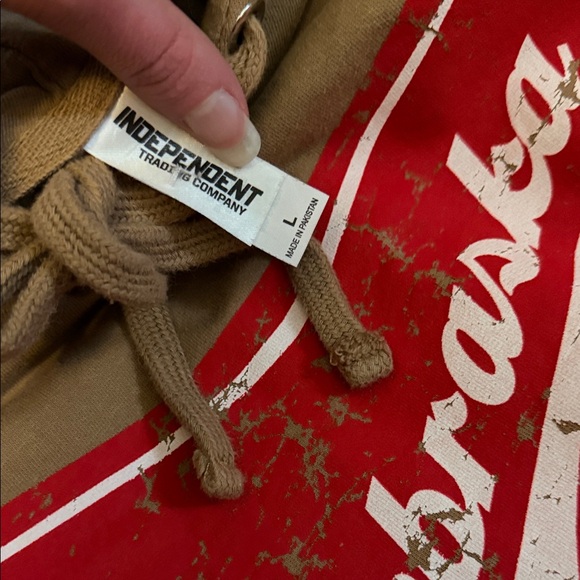 INDEPENDENT
TRADING COMPANY
L
MADE IN PAKISTAN
braska